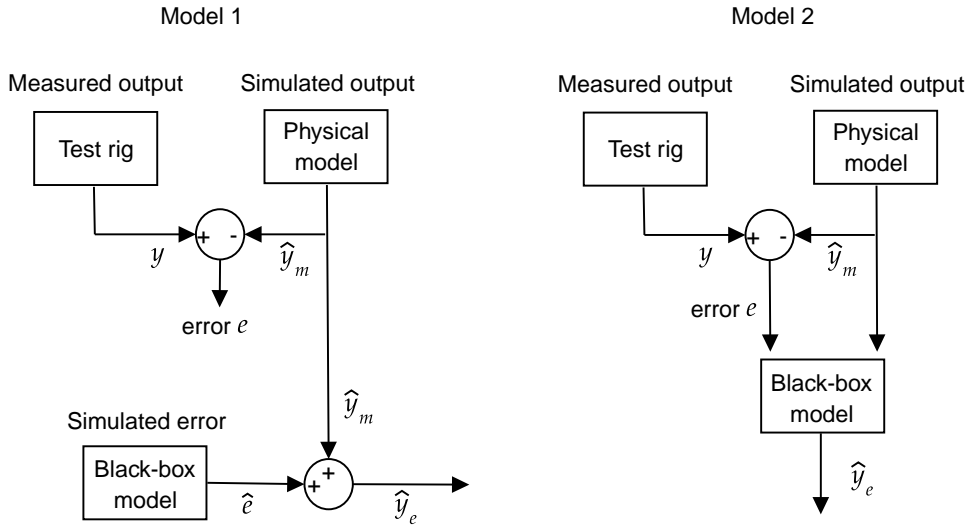 Model 1
Measured output
Simulated output
Test rig
Physical
model
+
-
y
ŷₘ
error e
ŷₘ
Simulated error
Black-box
model
ê
+
+
ŷₑ
Model 2
Measured output
Simulated output
Test rig
Physical
model
+
-
y
ŷₘ
error e
Black-box
model
ŷₑ